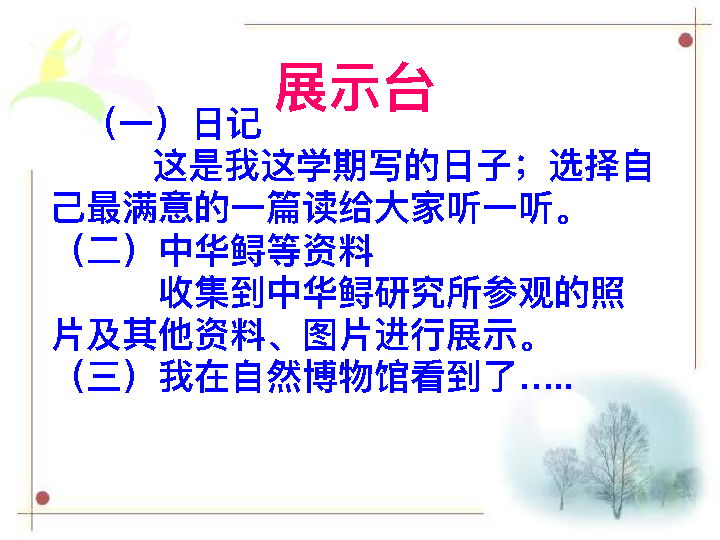 展示台
（一）日记
这是我这学期写的日子；选择自
己最满意的一篇读给大家听一听。
（二）中华鲟等资料
收集到中华鲟研究所参观的照
片及其他资料、图片进行展示。
（三）我在自然博物馆看到了…..